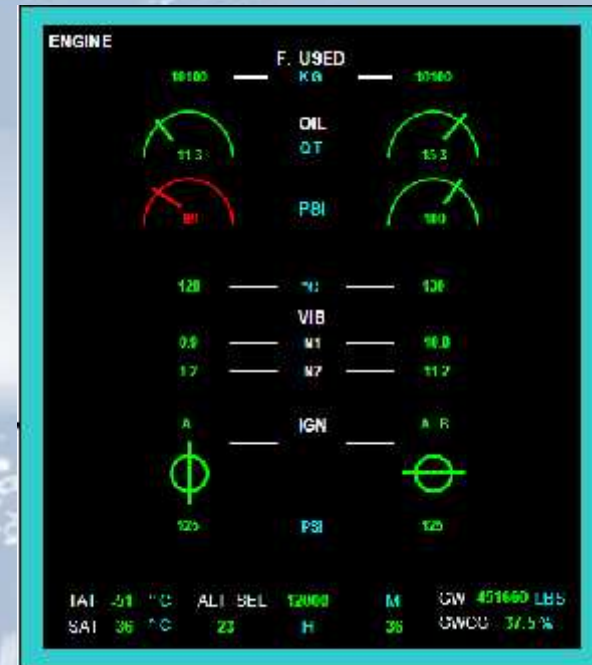 ENGINE
F. USED
10100 KG 10100
OIL
11.3 QT 15.3
PSI 100
120 °C 130
VIB
0.9 N1 10.0
1.2 N2 11.2
A IGN A B
125 PSI 125
TAT -51 °C ALT SEL 12000 M GW 451660 LBS
SAT 36 °C 23 H 36 GWCG 37.5 %